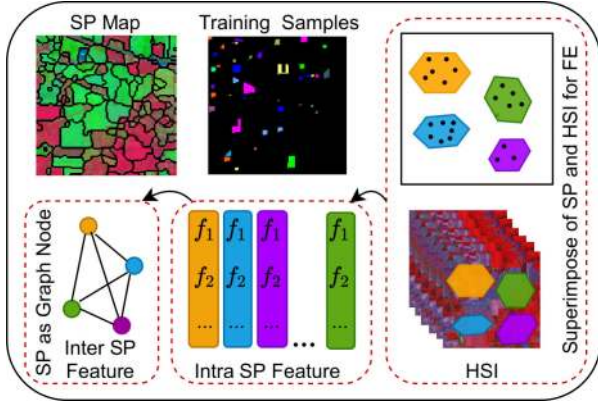 SP Map
Training Samples
Superimpose of SP and HSI for FE
SP as Graph Node
Inter SP
Feature
f1 f1 f1 f1
f2 f2 f2 f2
... ... ... ... ...
Intra SP Feature
HSI